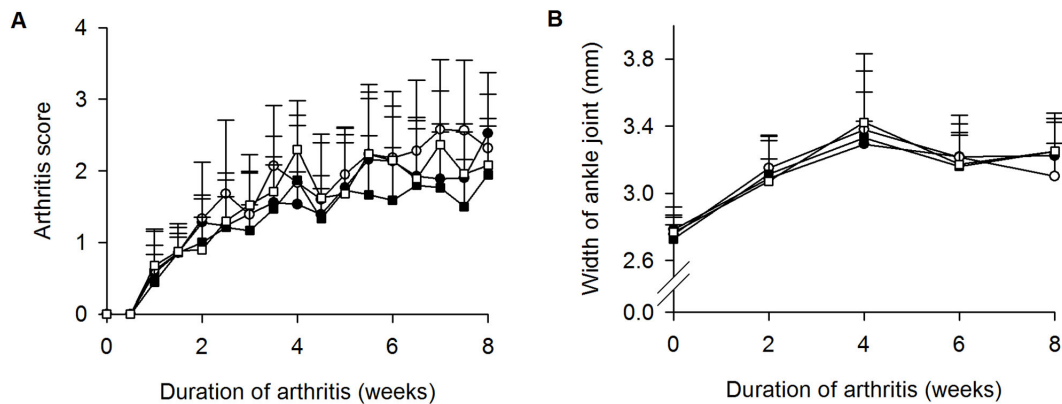 A
Arthritis score
4
3
2
1
0
0 2 4 6 8
Duration of arthritis (weeks)
B
Width of ankle joint (mm)
3.8
3.4
3.0
2.6
0.0
0 2 4 6 8
Duration of arthritis (weeks)